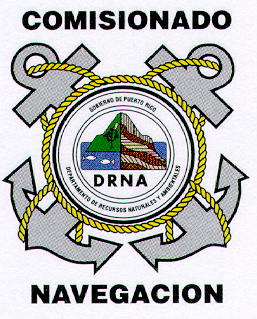 COMISIONADO
GOBIERNO DE PUERTO RICO
DRNA
DEPARTAMENTO DE RECURSOS NATURALES Y AMBIENTALES
NAVEGACION